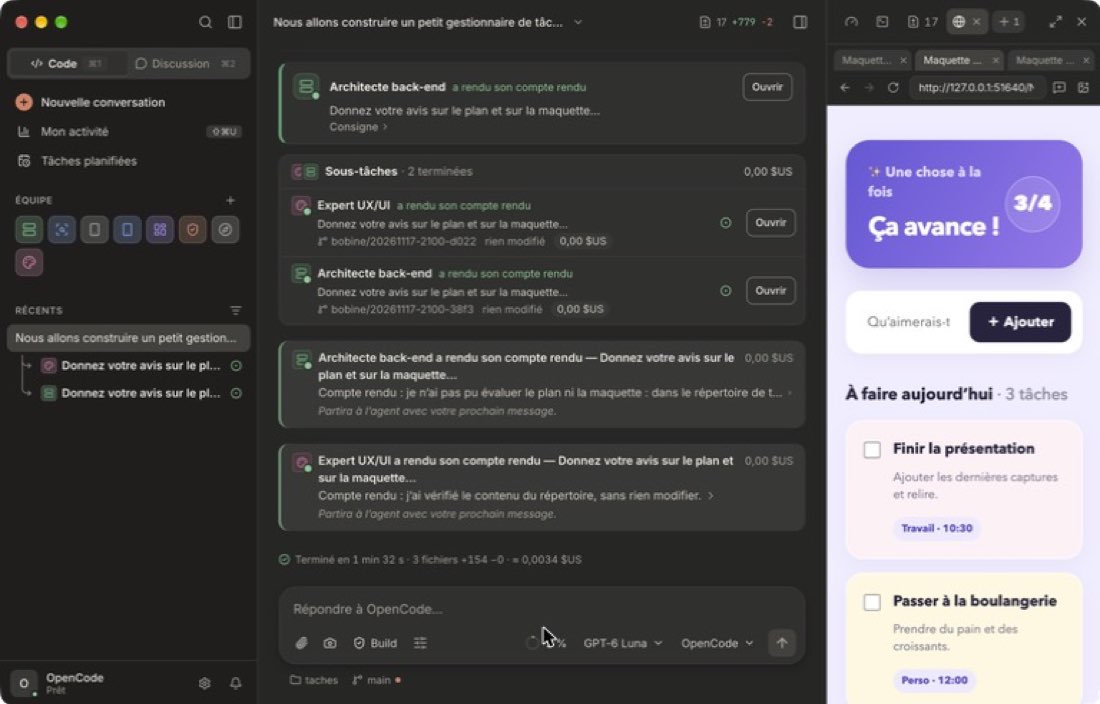 Code ⌘1
Discussion ⌘2
Nouvelle conversation
Mon activité ⇧⌘U
Tâches planifiées
ÉQUIPE
RÉCENTS
Nous allons construire un petit gestion...
Donnez votre avis sur le pl...
Donnez votre avis sur le pl...
O
OpenCode
Prêt
Nous allons construire un petit gestionnaire de tâc...
17 +779 -2
Architecte back-end a rendu son compte rendu
Ouvrir
Donnez votre avis sur le plan et sur la maquette...
Consigne >
Sous-tâches · 2 terminées
0,00 $US
Expert UX/UI a rendu son compte rendu
Donnez votre avis sur le plan et sur la maquette...
Ouvrir
bobine/20261117-2100-d022 rien modifié 0,00 $US
Architecte back-end a rendu son compte rendu
Donnez votre avis sur le plan et sur la maquette...
Ouvrir
bobine/20261117-2100-38f3 rien modifié 0,00 $US
Architecte back-end a rendu son compte rendu — Donnez votre avis sur le 0,00 $US
plan et sur la maquette...
Compte rendu : je n'ai pas pu évaluer le plan ni la maquette : dans le répertoire de t... >
Partira à l'agent avec votre prochain message.
Expert UX/UI a rendu son compte rendu — Donnez votre avis sur le plan et 0,00 $US
sur la maquette...
Compte rendu : j'ai vérifié le contenu du répertoire, sans rien modifier. >
Partira à l'agent avec votre prochain message.
Terminé en 1 min 32 s · 3 fichiers +154 −0 · ≈ 0,0034 $US
Répondre à OpenCode...
Build
%
GPT-6 Luna
OpenCode
taches
main
17
+ 1
Maquett...
Maquette ...
Maquette ...
http://127.0.0.1:51640/
✨ Une chose à la
fois
Ça avance !
3/4
Qu'aimerais-t
+ Ajouter
À faire aujourd'hui · 3 tâches
Finir la présentation
Ajouter les dernières captures
et relire.
Travail · 10:30
Passer à la boulangerie
Prendre du pain et des
croissants.
Perso · 12:00